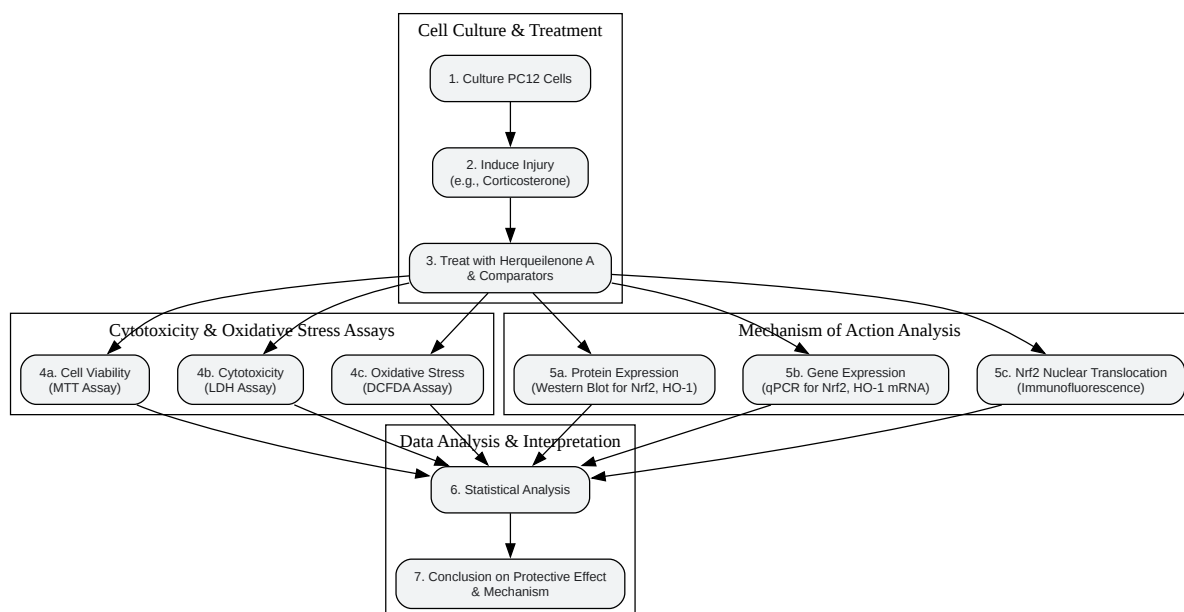 Cell Culture & Treatment
1. Culture PC12 Cells
2. Induce Injury
(e.g., Corticosterone)
3. Treat with Herqueilenone A
& Comparators
Cytotoxicity & Oxidative Stress Assays
4a. Cell Viability
(MTT Assay)
4b. Cytotoxicity
(LDH Assay)
4c. Oxidative Stress
(DCFDA Assay)
Mechanism of Action Analysis
5a. Protein Expression
(Western Blot for Nrf2, HO-1)
5b. Gene Expression
(qPCR for Nrf2, HO-1 mRNA)
5c. Nrf2 Nuclear Translocation
(Immunofluorescence)
Data Analysis & Interpretation
6. Statistical Analysis
7. Conclusion on Protective Effect
& Mechanism